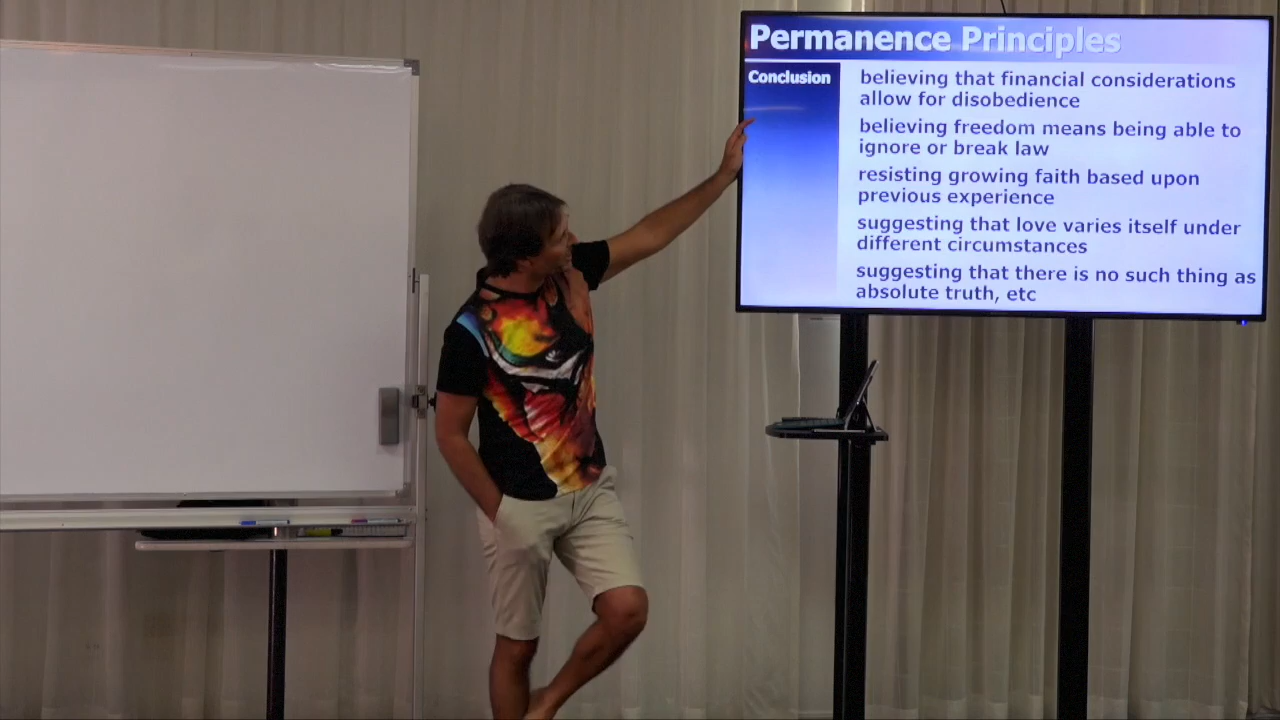 Permanence Principles
Conclusion
believing that financial considerations
allow for disobedience
believing freedom means being able to
ignore or break law
resisting growing faith based upon
previous experience
suggesting that love varies itself under
different circumstances
suggesting that there is no such thing as
absolute truth, etc